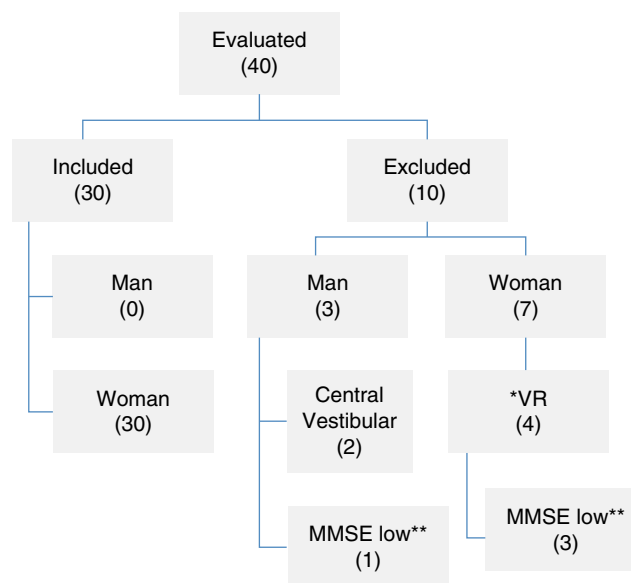 Evaluated
(40)
Included
(30)
Excluded
(10)
Man
(0)
Man
(3)
Woman
(7)
Woman
(30)
Central
Vestibular
(2)
*VR
(4)
MMSE low**
(1)
MMSE low**
(3)